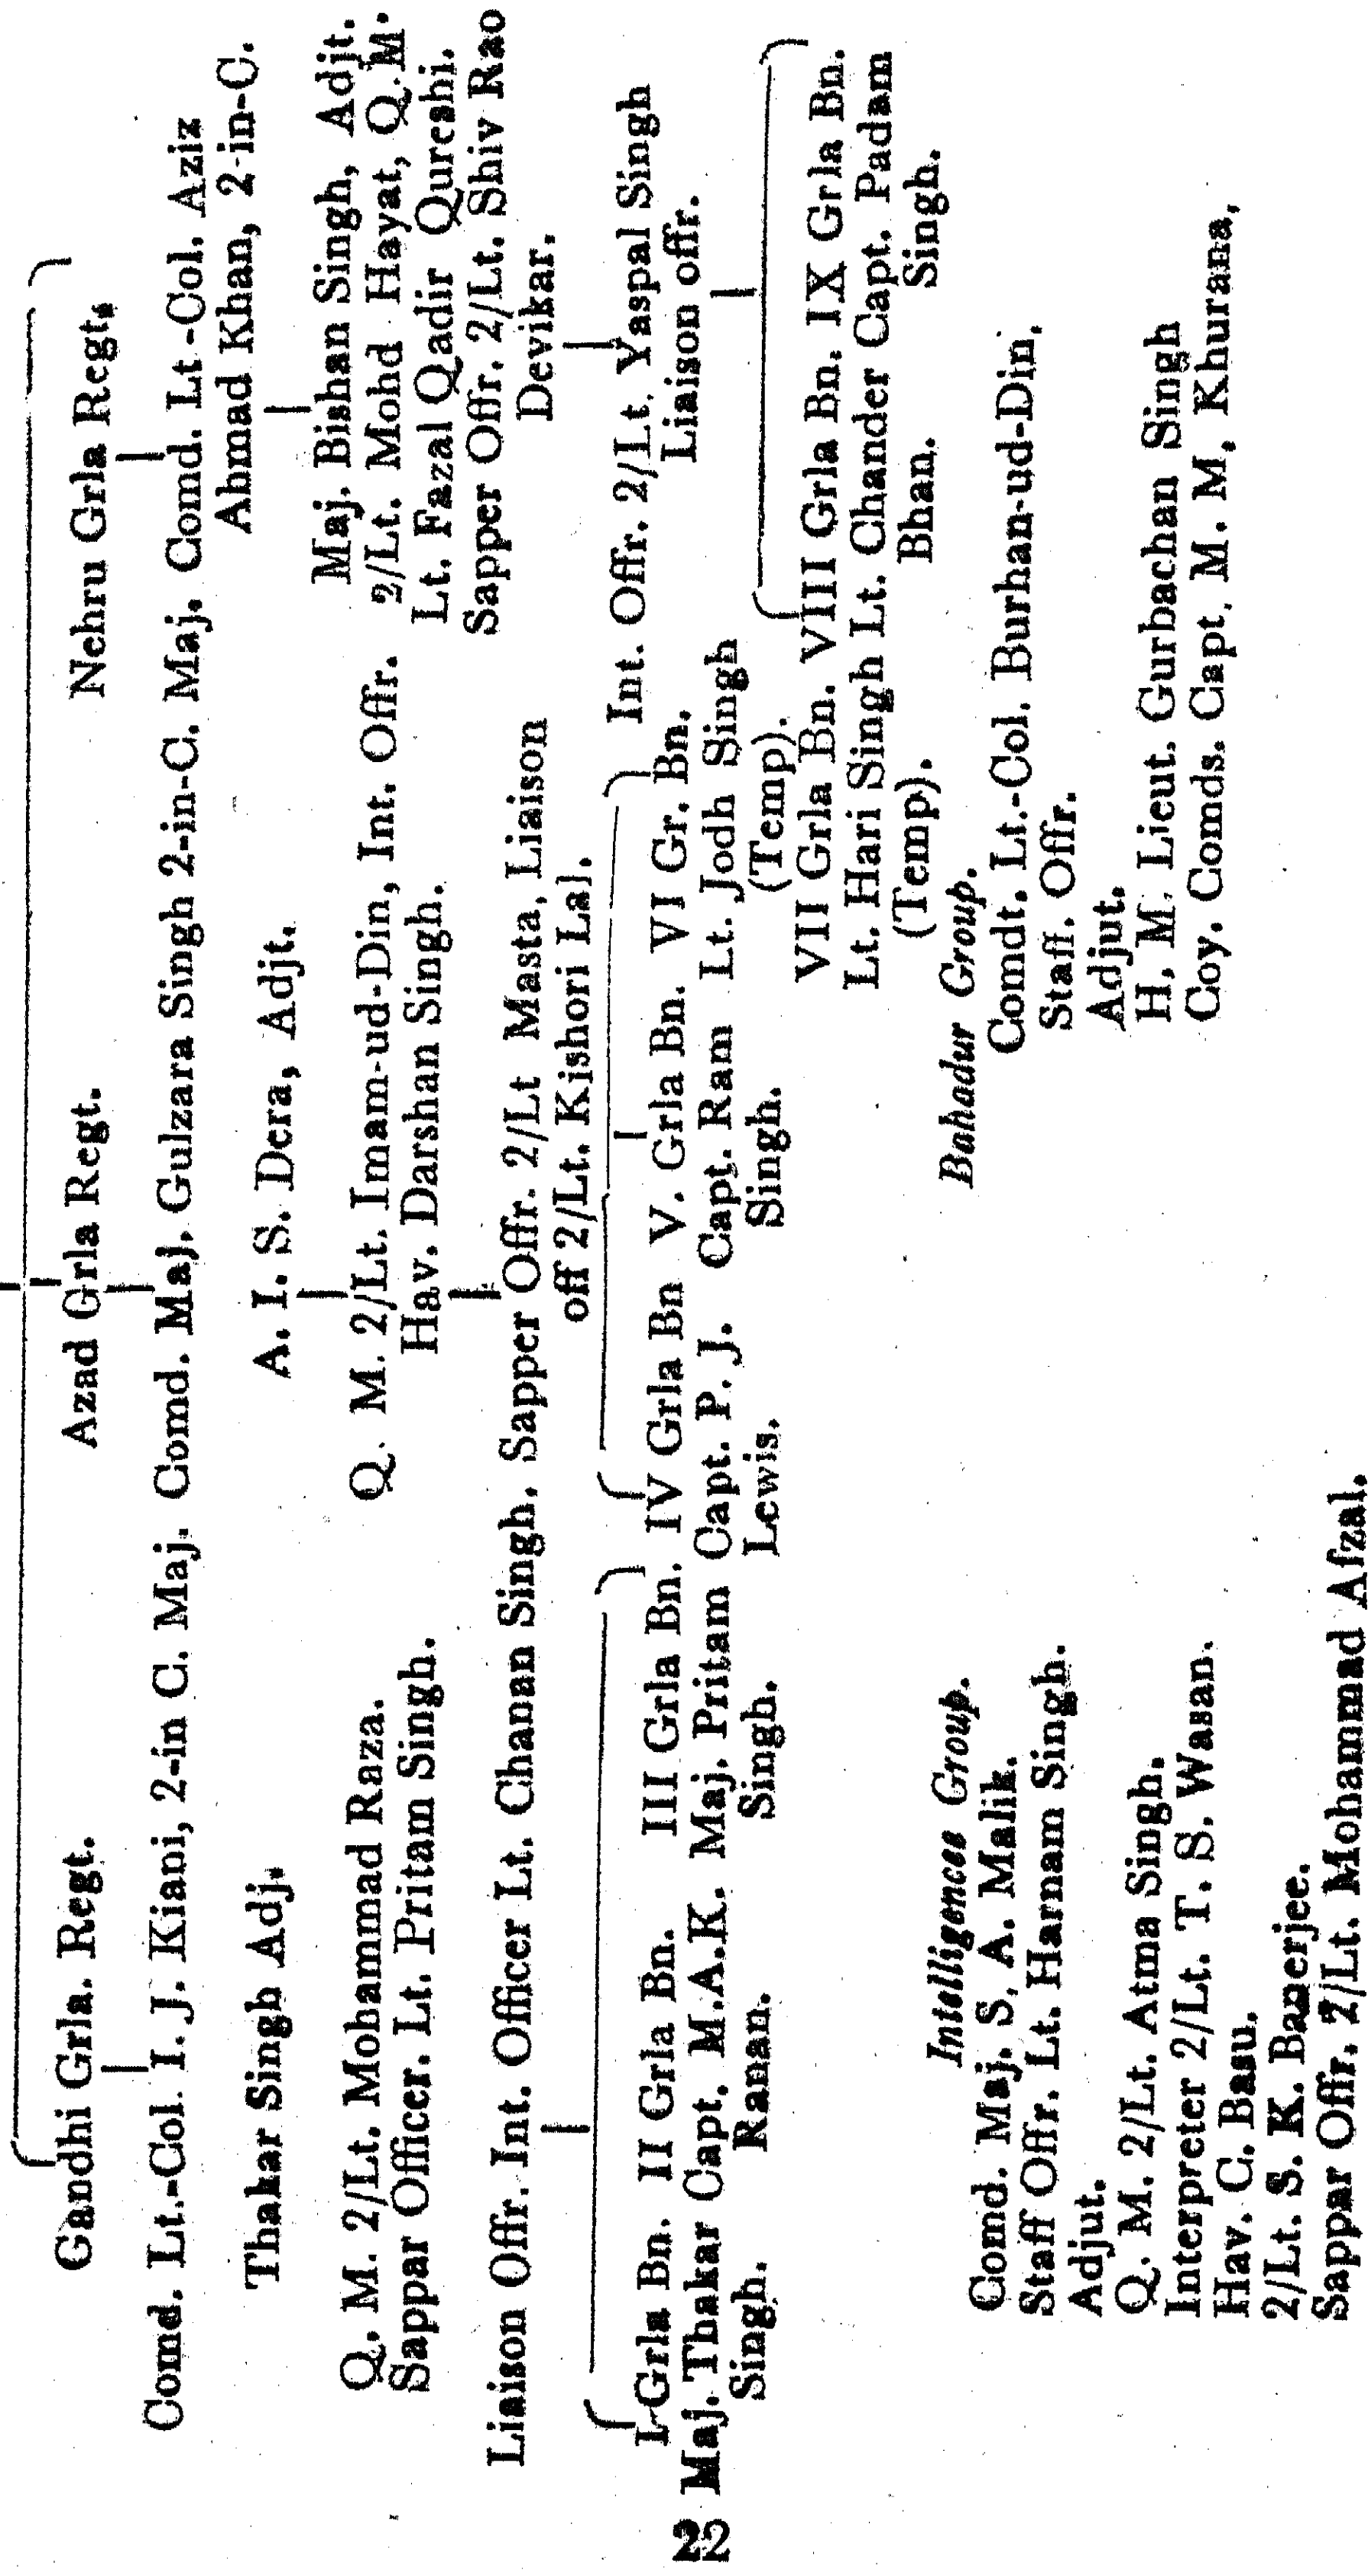 Gandhi Grla. Regt. Azad Grla Regt. Nehru Grla Regt.
Comd. Lt.-Col. I. J. Kiani, 2-in C. Maj. Comd. Maj. Gulzara Singh 2-in-C. Maj. Comd. Lt-Col. Aziz
Ahmad Khan, 2-in-C.
Thakar Singh Adj. A. I. S. Dera, Adjt.
Maj. Bishan Singh, Adjt.
Q. M. 2/Lt. Mohammad Raza. Q. M. 2/Lt. Imam-ud-Din, Int. Offr. 2/Lt. Mohd Hayat, Q. M.
Sappar Officer. Lt. Pritam Singh. Hav. Darshan Singh. Lt. Fazal Qadir Qureshi.
Sapper Offr. 2/Lt. Shiv Rao
Liaison Offr. Int. Officer Lt. Chanan Singh. Sapper Offr. 2/Lt Masta, Liaison Devikar.
off 2/Lt. Kishori Lal.
Int. Offr. 2/Lt. Yaspal Singh
Liaison offr.
I. Grla Bn. II Grla Bn. III Grla Bn. IV Grla Bn V. Grla Bn. VI Gr. Bn.
Maj. Thakar Capt. M.A.K. Maj. Pritam Capt. P. J. Capt. Ram Lt. Jodh Singh
Singh. Ranan. Singh. Lewis. Singh. (Temp).
VII Grla Bn. VIII Grla Bn. IX Grla Bn.
Lt. Hari Singh Lt. Chander Capt. Padam
(Temp). Bhan. Singh.
Intelligence Group.
Comd. Maj. S. A. Malik.
Staff Offr. Lt. Harnam Singh.
Adjut.
Q. M. 2/Lt. Atma Singh.
Interpreter 2/Lt. T. S. Wasan.
Hav. C. Basu.
2/Lt. S. K. Banerjee.
Sappar Offr. 2/Lt. Mohammad Afzal.
Bahadur Group.
Comdt. Lt.-Col. Burhan-ud-Din.
Staff. Offr.
Adjut.
H. M. Lieut. Gurbachan Singh
Coy. Comds. Capt. M. M. Khurana,
22